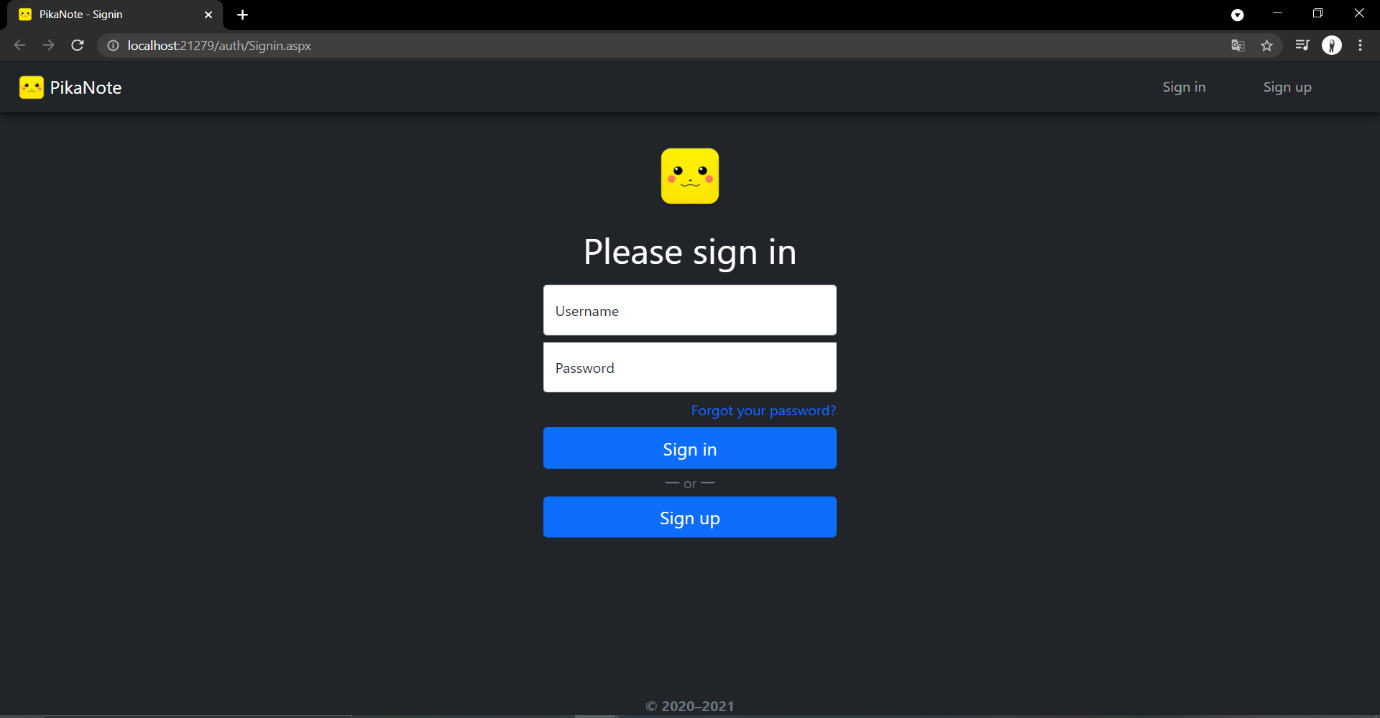 PikaNote - Signin
localhost:21279/auth/Signin.aspx
PikaNote
Sign in
Sign up
Please sign in
Username
Password
Forgot your password?
Sign in
— or —
Sign up
© 2020–2021